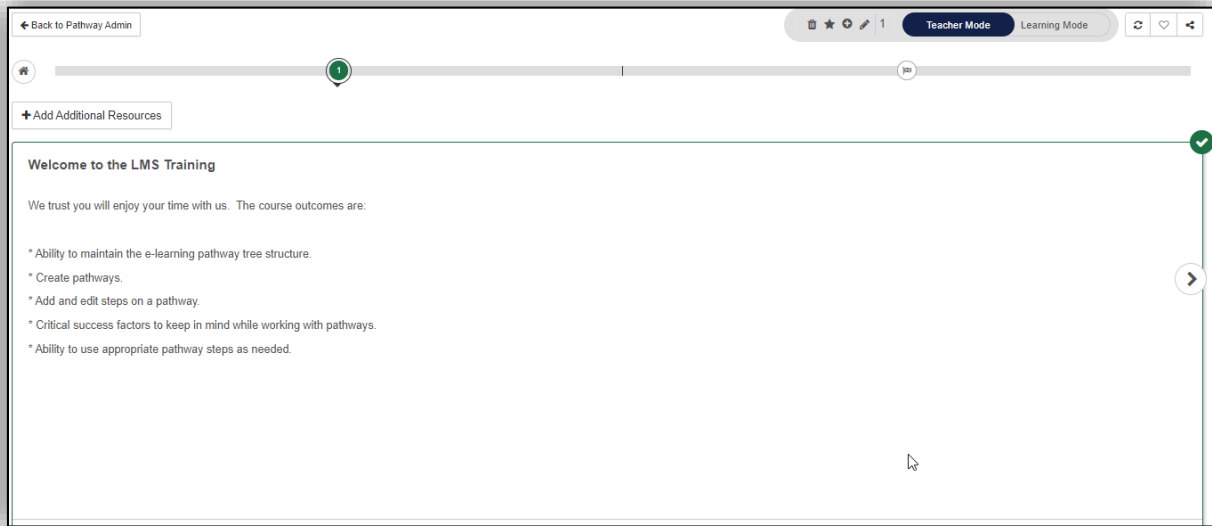 Back to Pathway Admin
1
Teacher Mode
Learning Mode
1
Add Additional Resources
Welcome to the LMS Training
We trust you will enjoy your time with us.  The course outcomes are:
* Ability to maintain the e-learning pathway tree structure.
* Create pathways.
* Add and edit steps on a pathway.
* Critical success factors to keep in mind while working with pathways.
* Ability to use appropriate pathway steps as needed.